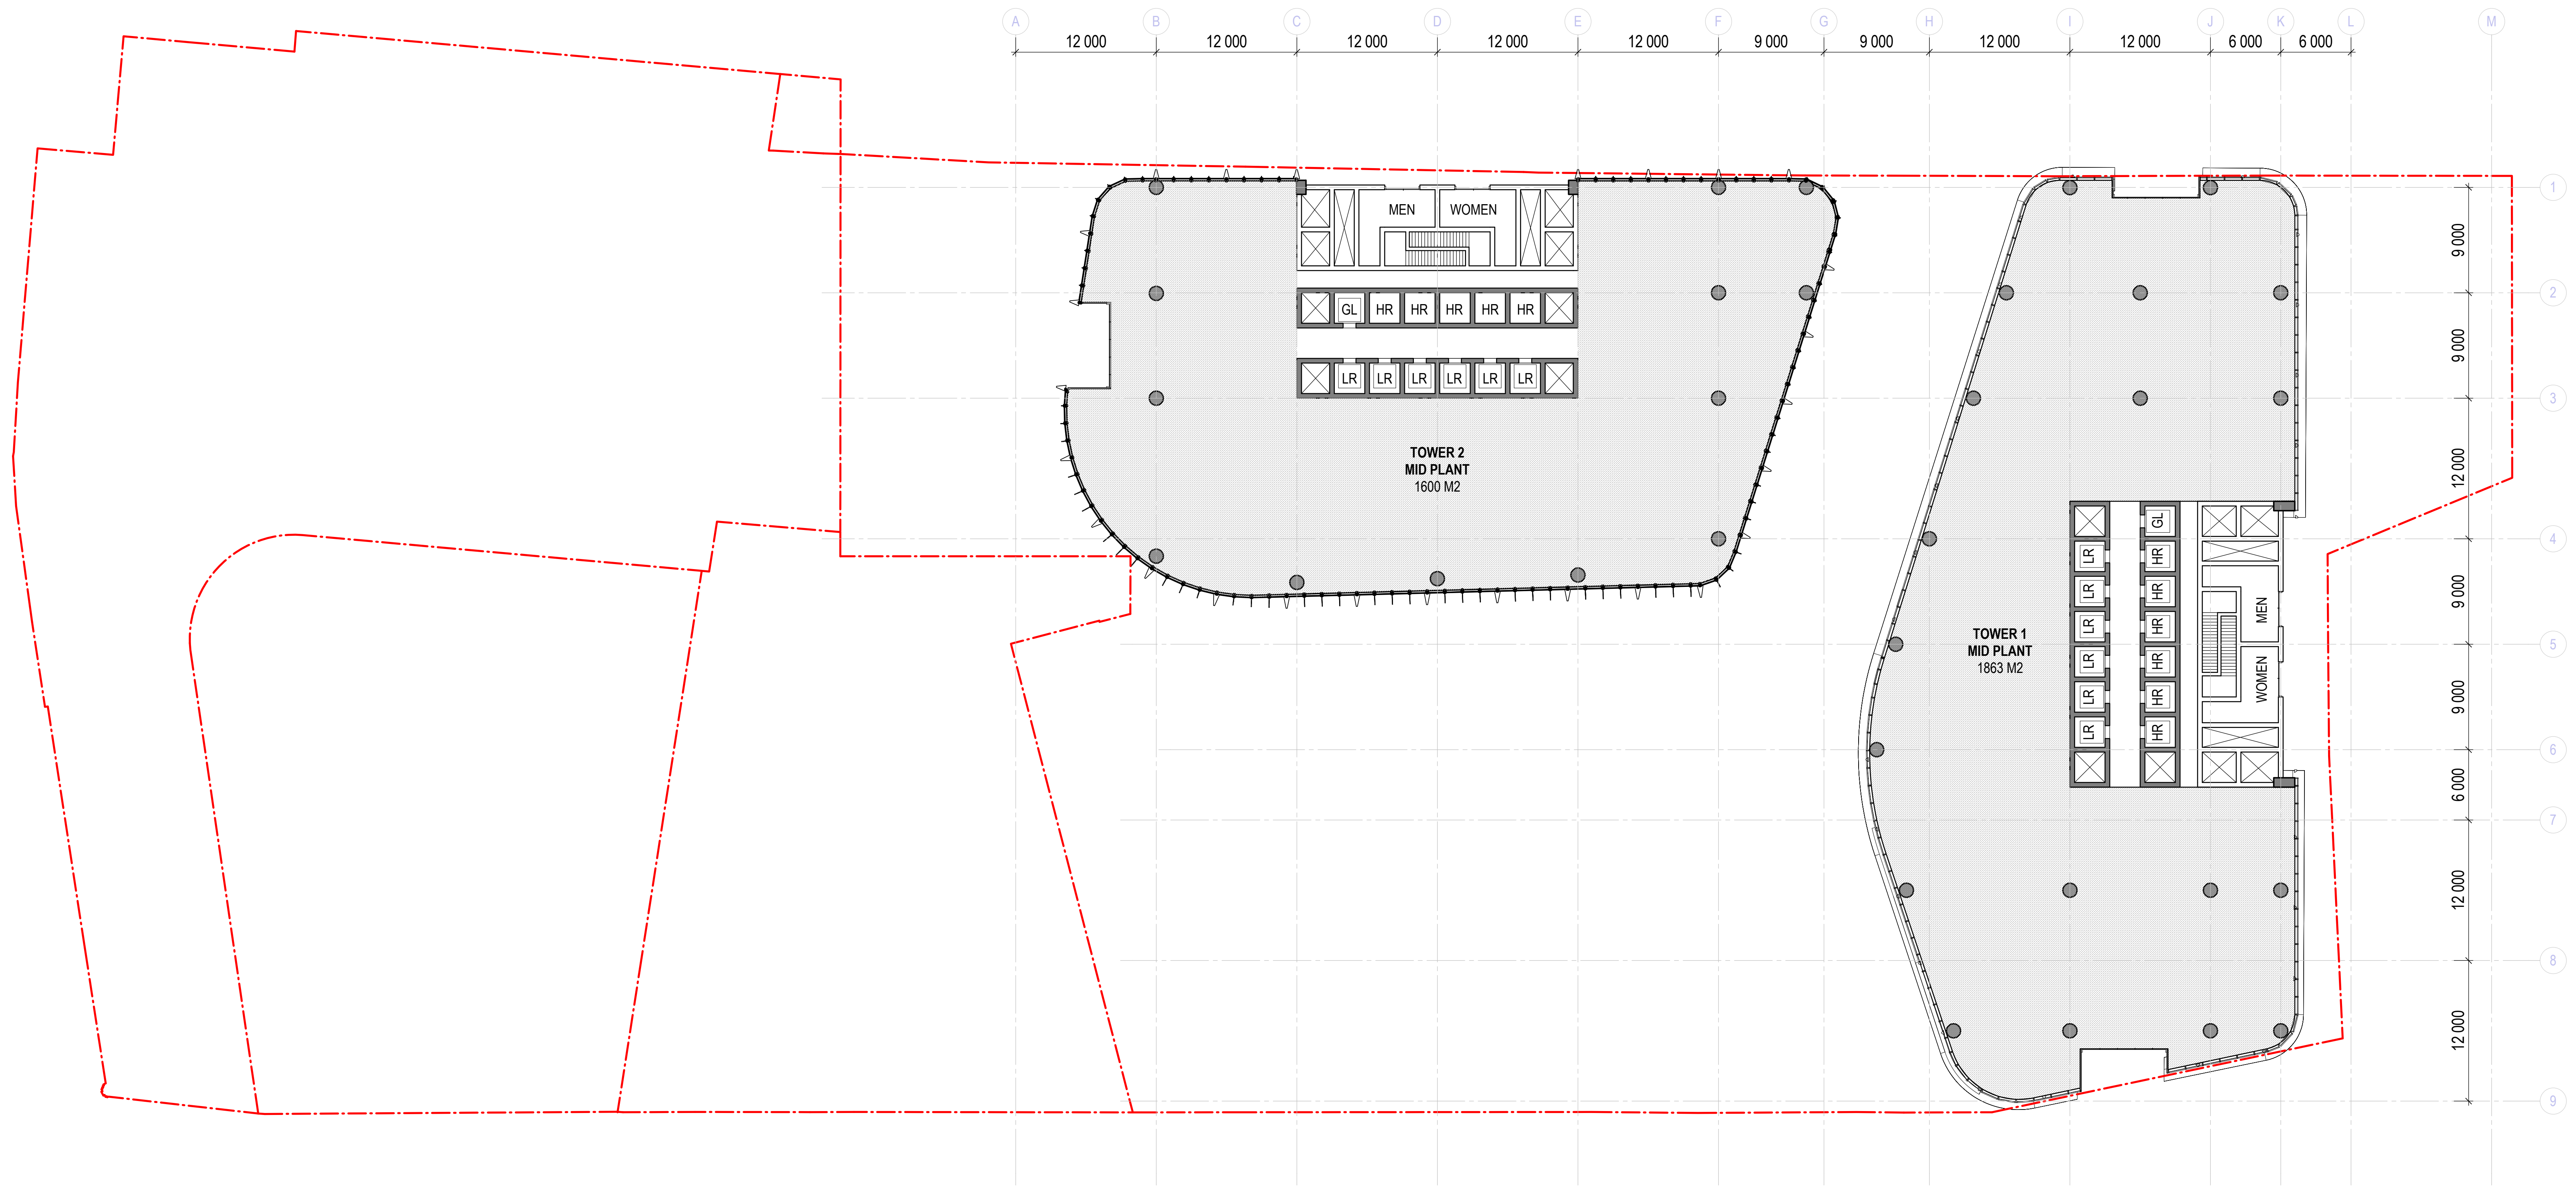 A B C D E F G H I J K L M
12 000 12 000 12 000 12 000 12 000 9 000 9 000 12 000 12 000 6 000 6 000
1
2
3
4
5
6
7
8
9
9 000
9 000
12 000
9 000
9 000
6 000
12 000
12 000
MEN WOMEN
GL HR HR HR HR HR
LR LR LR LR LR LR
TOWER 2
MID PLANT
1600 M2
TOWER 1
MID PLANT
1863 M2
LR LR LR LR LR LR
GL HR HR HR HR HR HR
MEN
WOMEN